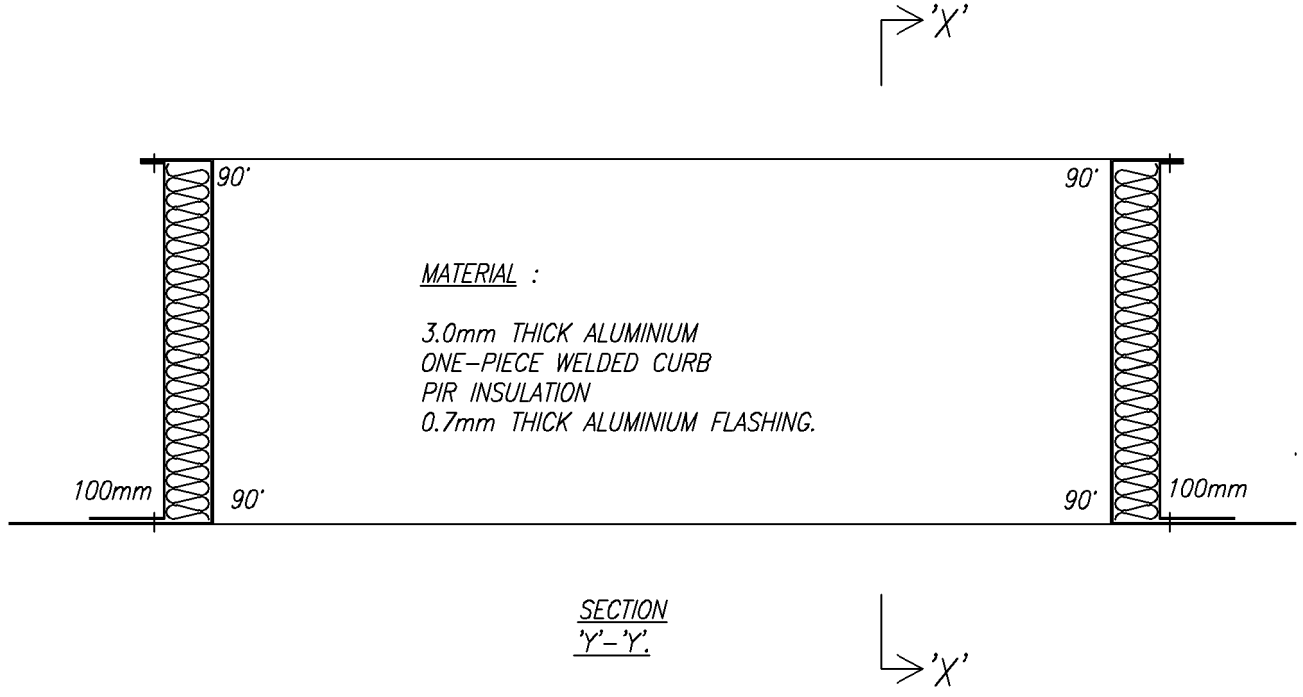 'X'
90'
90'
MATERIAL :
3.0mm THICK ALUMINIUM
ONE-PIECE WELDED CURB
PIR INSULATION
0.7mm THICK ALUMINIUM FLASHING.
100mm
90'
90'
100mm
SECTION
'Y'-'Y'.
'X'